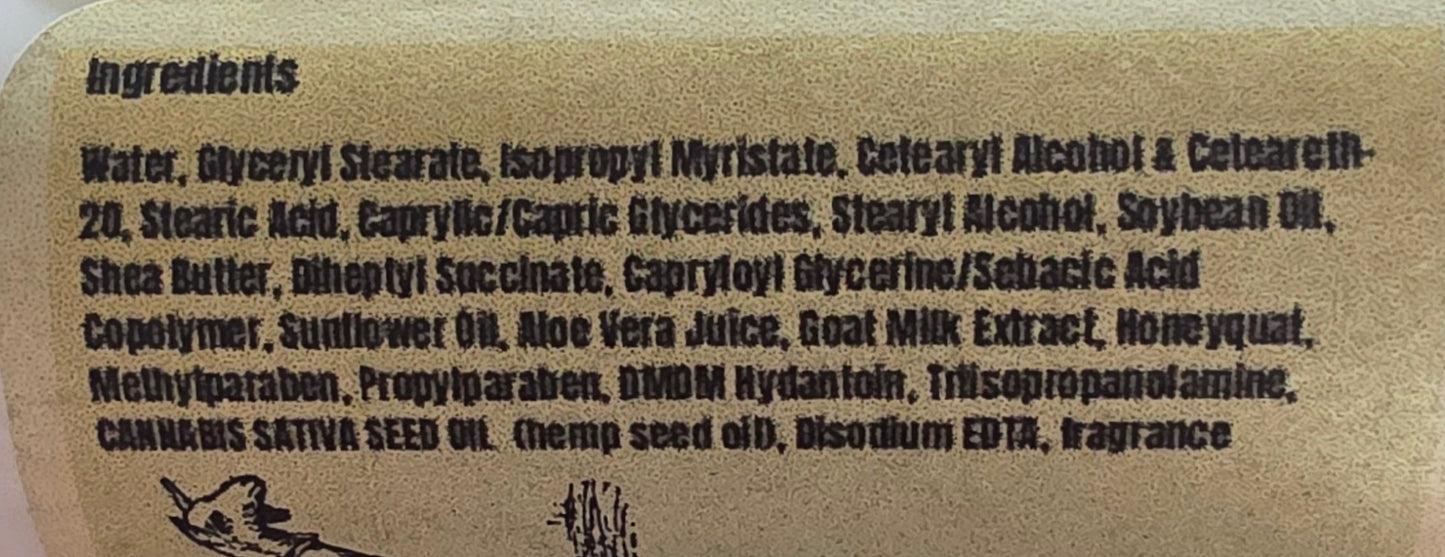 Ingredients
Water, Glyceryl Stearate, Isopropyl Myristate, Cetearyl Alcohol & Ceteareth-
20, Stearic Acid, Caprylic/Capric Glycerides, Stearyl Alcohol, Soybean Oil,
Shea Butter, Diheptyl Succinate, Capryloyl Glycerine/Sebacic Acid
Copolymer, Sunflower Oil, Aloe Vera Juice, Goat Milk Extract, Honeyquat,
Methylparaben, Propylparaben, DMDM Hydantoin, Triisopropanolamine,
CANNABIS SATIVA SEED OIL (hemp seed oil), Disodium EDTA, fragrance